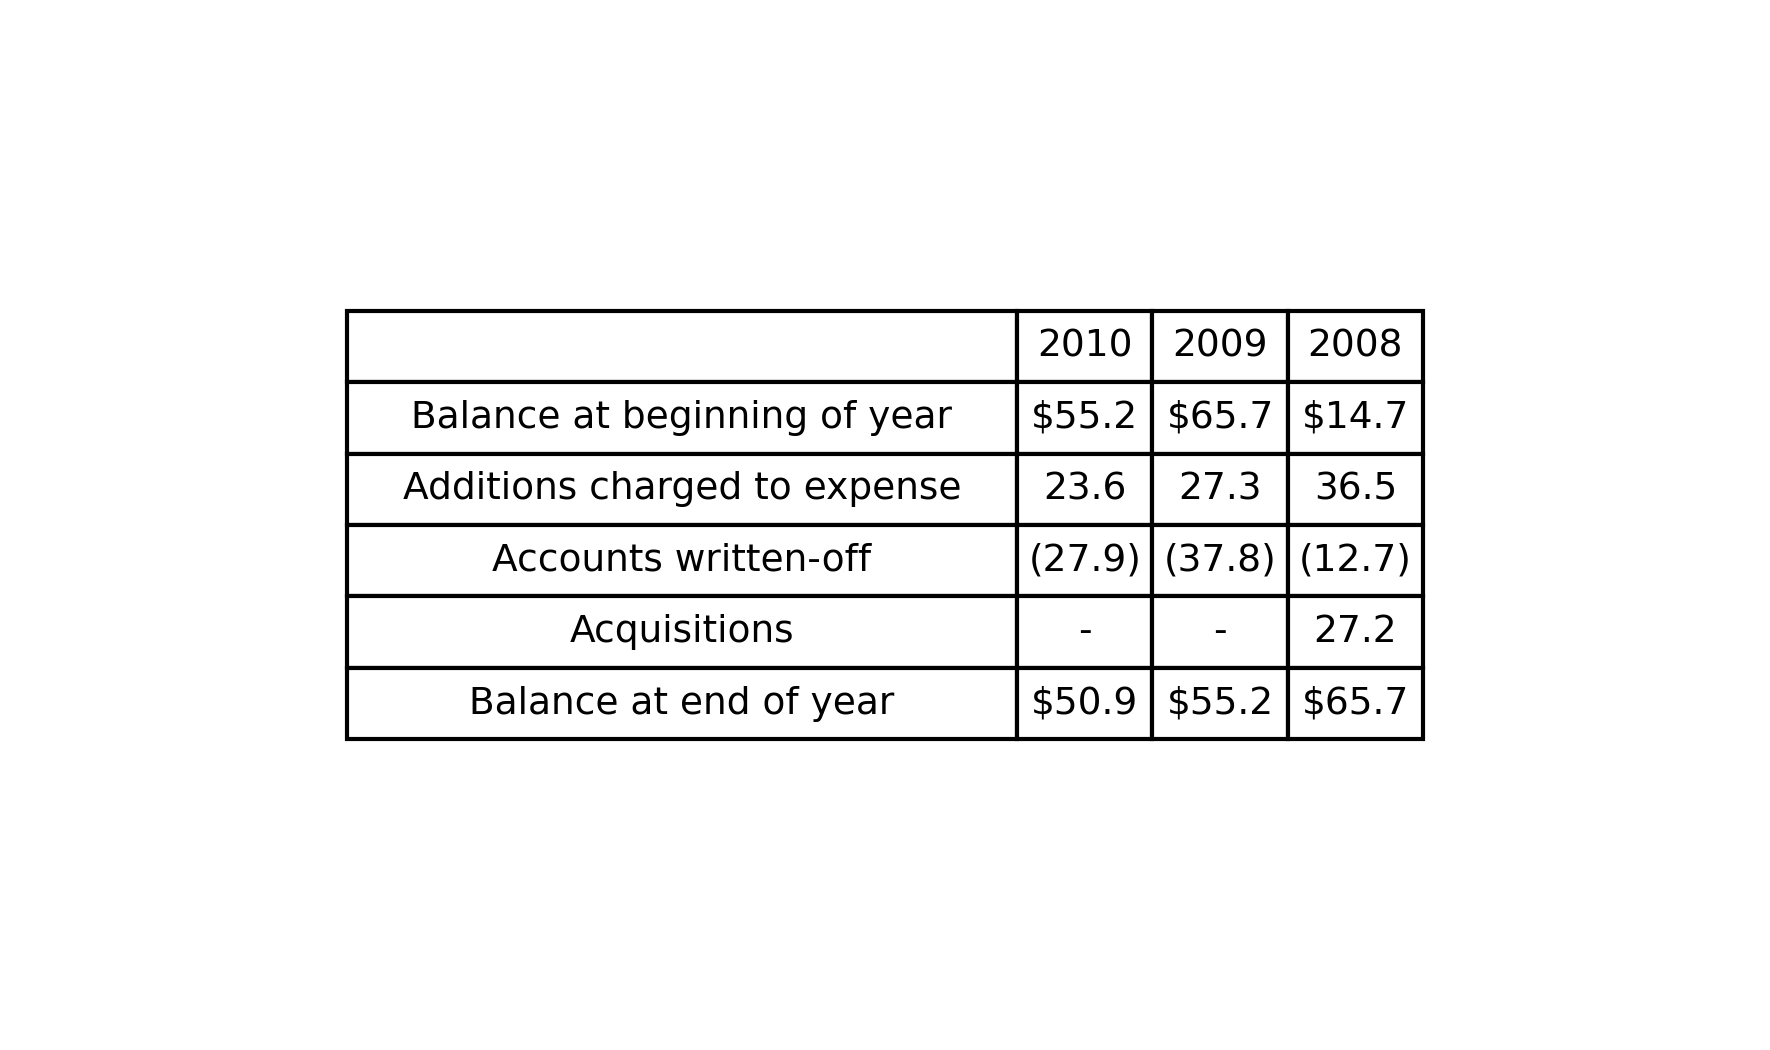 2010 2009 2008
Balance at beginning of year $55.2 $65.7 $14.7
Additions charged to expense 23.6 27.3 36.5
Accounts written-off (27.9) (37.8) (12.7)
Acquisitions - - 27.2
Balance at end of year $50.9 $55.2 $65.7